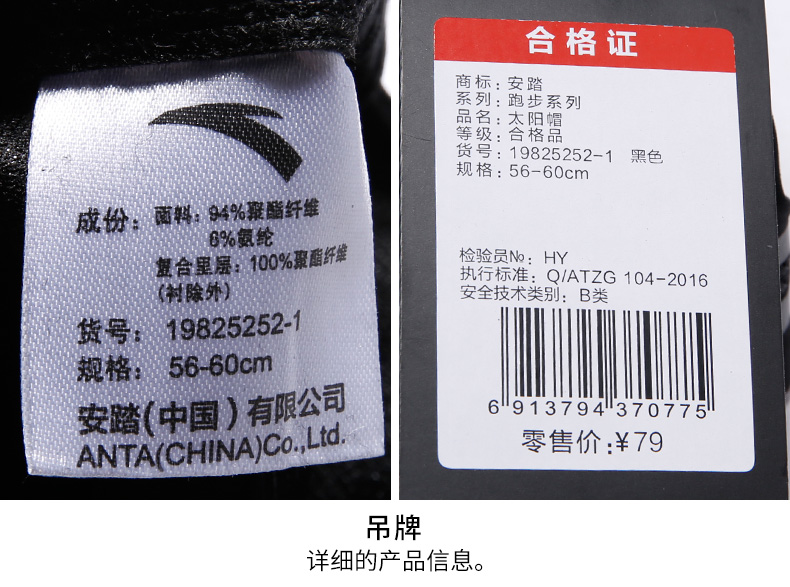 成份：面料：94%聚酯纤维
6%氨纶
复合里层：100%聚酯纤维
(衬除外)
货号：19825252-1
规格：56-60cm
安踏(中国)有限公司
ANTA(CHINA)Co.,Ltd.
合格证
商标：安踏
系列：跑步系列
品名：太阳帽
等级：合格品
货号：19825252-1 黑色
规格：56-60cm
检验员№：HY
执行标准：Q/ATZG 104-2016
安全技术类别：B类
6 913794 370775
零售价：¥79
吊牌
详细的产品信息。